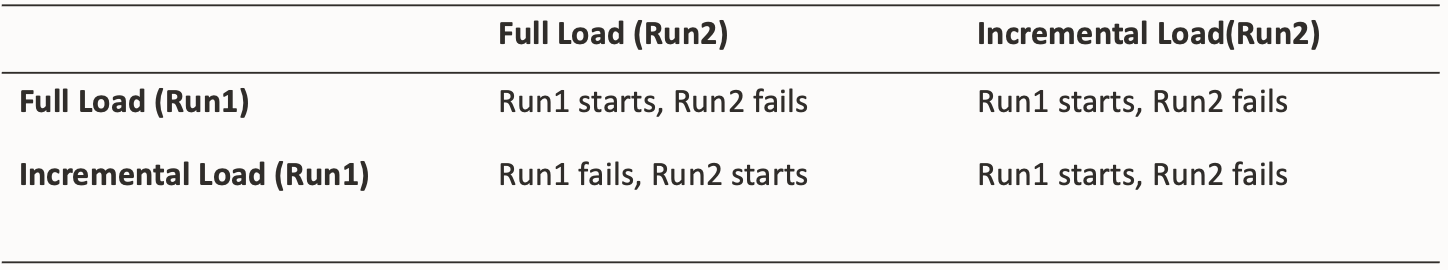 Full Load (Run2) Incremental Load(Run2)
Full Load (Run1) Run1 starts, Run2 fails Run1 starts, Run2 fails
Incremental Load (Run1) Run1 fails, Run2 starts Run1 starts, Run2 fails